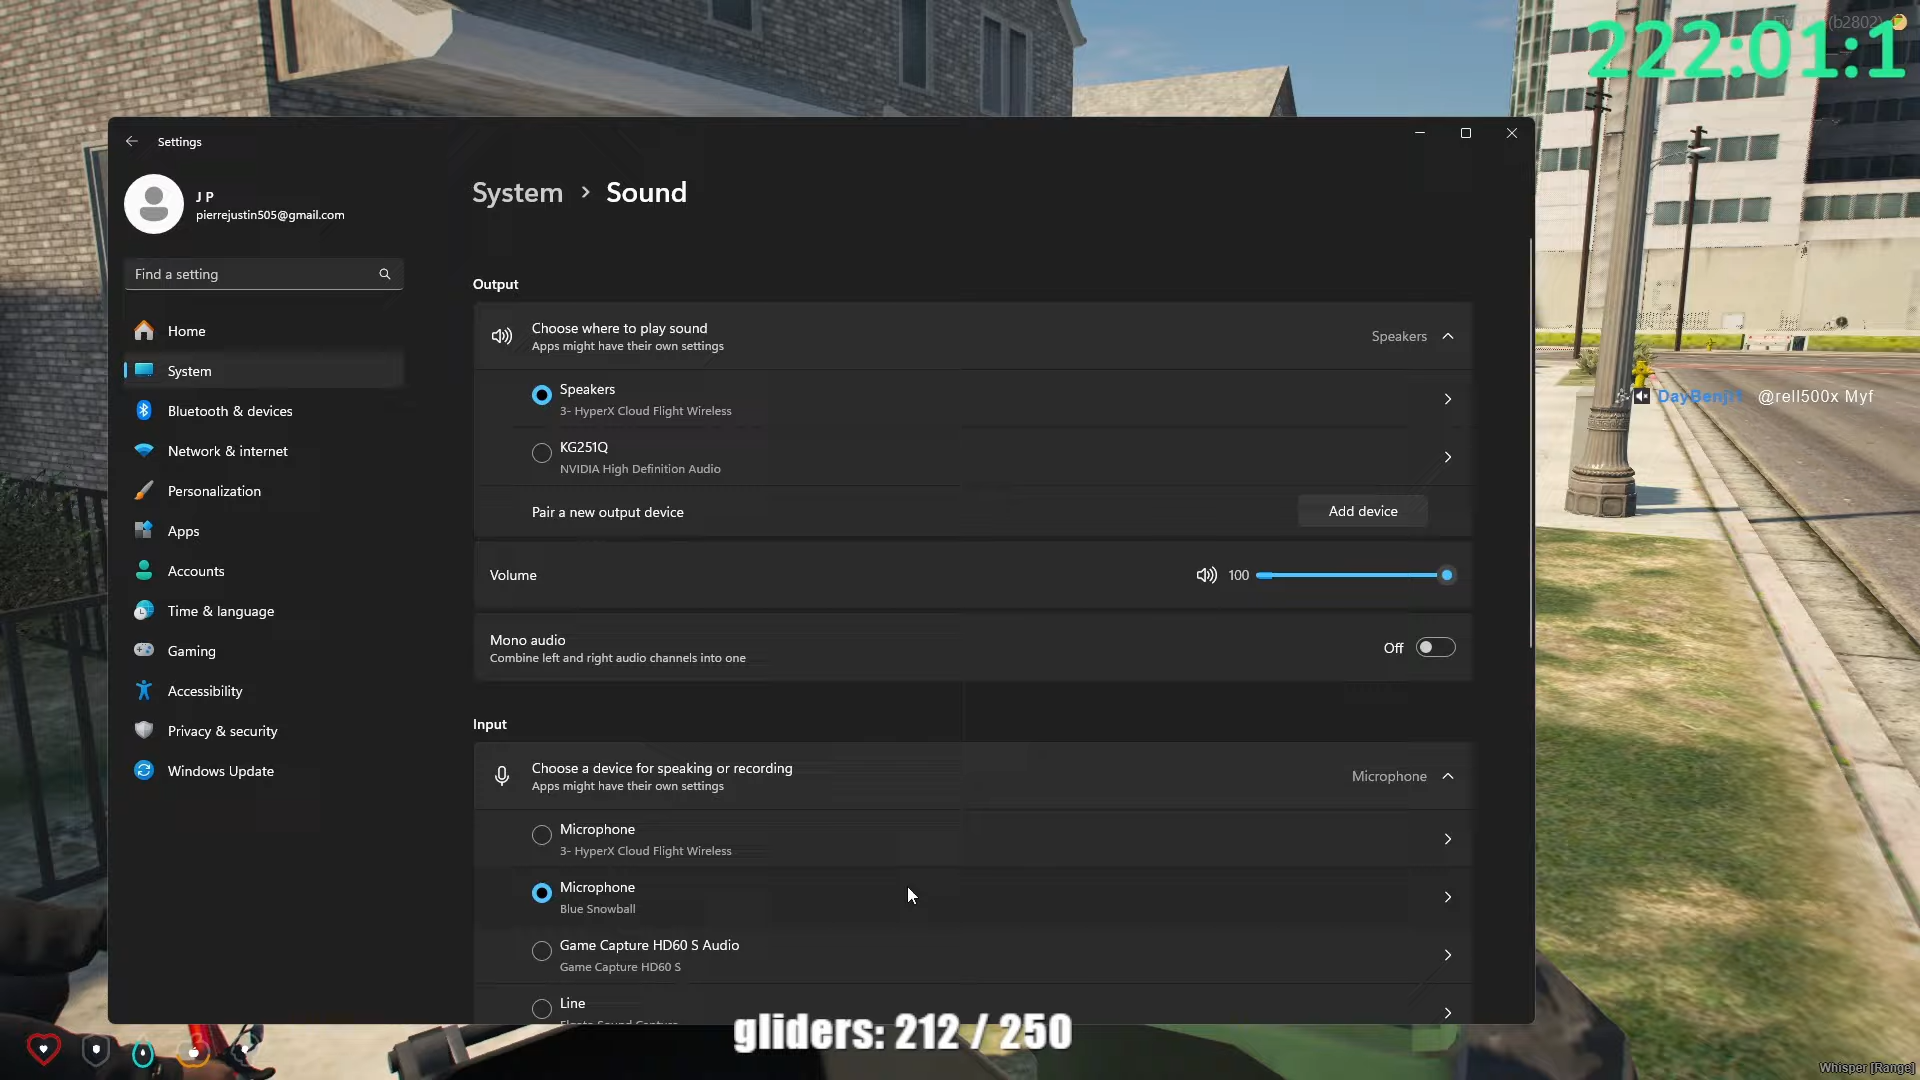 (b2802)
222:01:1
Settings
J P
pierrejustin505@gmail.com
Find a setting
Home
System
Bluetooth & devices
Network & internet
Personalization
Apps
Accounts
Time & language
Gaming
Accessibility
Privacy & security
Windows Update
System > Sound
Output
Choose where to play sound
Apps might have their own settings
Speakers
Speakers
3- HyperX Cloud Flight Wireless
KG251Q
NVIDIA High Definition Audio
Pair a new output device
Add device
Volume
100
Mono audio
Combine left and right audio channels into one
Off
Input
Choose a device for speaking or recording
Apps might have their own settings
Microphone
Microphone
3- HyperX Cloud Flight Wireless
Microphone
Blue Snowball
Game Capture HD60 S Audio
Game Capture HD60 S
Line
@rell500x Myf
gliders: 212 / 250
Whisper [Range]